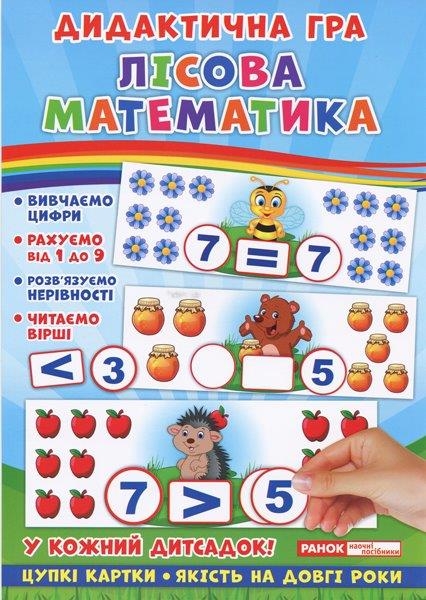 ДИДАКТИЧНА ГРА
ЛІСОВА
МАТЕМАТИКА
• ВИВЧАЄМО
ЦИФРИ
• РАХУЄМО
ВІД 1 ДО 9
• РОЗВ'ЯЗУЄМО
НЕРІВНОСТІ
• ЧИТАЄМО
ВІРШІ
7 = 7
< 3
5
7 > 5
У КОЖНИЙ ДИТСАДОК!
РАНОК наочні посібники
ЦУПКІ КАРТКИ • ЯКІСТЬ НА ДОВГІ РОКИ